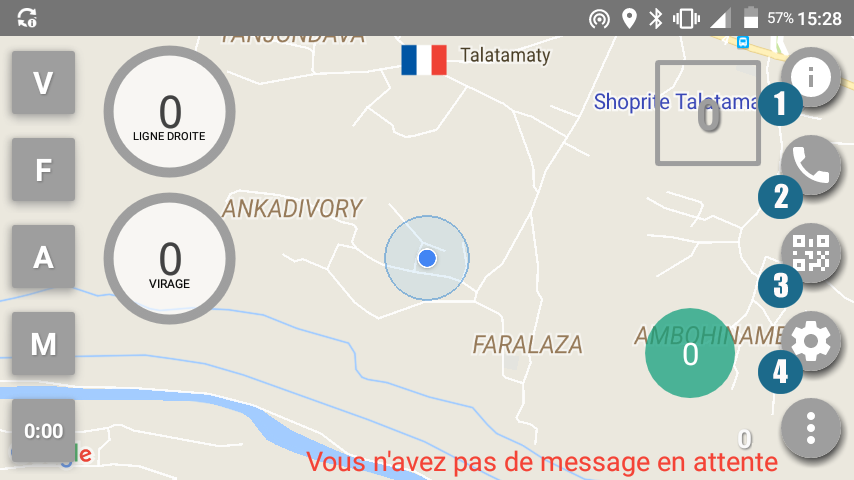 57% 15:28
TANJONDAVA
Talatamaty
V
0
LIGNE DROITE
Shoprite Talatama
0
1
F
2
ANKADIVORY
A
0
VIRAGE
3
M
FARALAZA
AMBOHINAME
0
4
0:00
0
Vous n'avez pas de message en attente